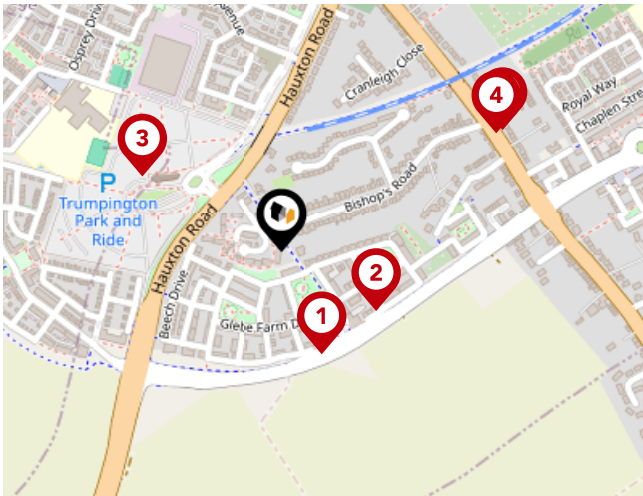 Osprey Drive
Avenue
Hauxton Road
Cranleigh Close
Royal Way
Chaplen Stre
4
3
P
Trumpington
Park and
Ride
Bishop's Road
Hauxton Road
2
Beech Drive
Glebe Farm D
1